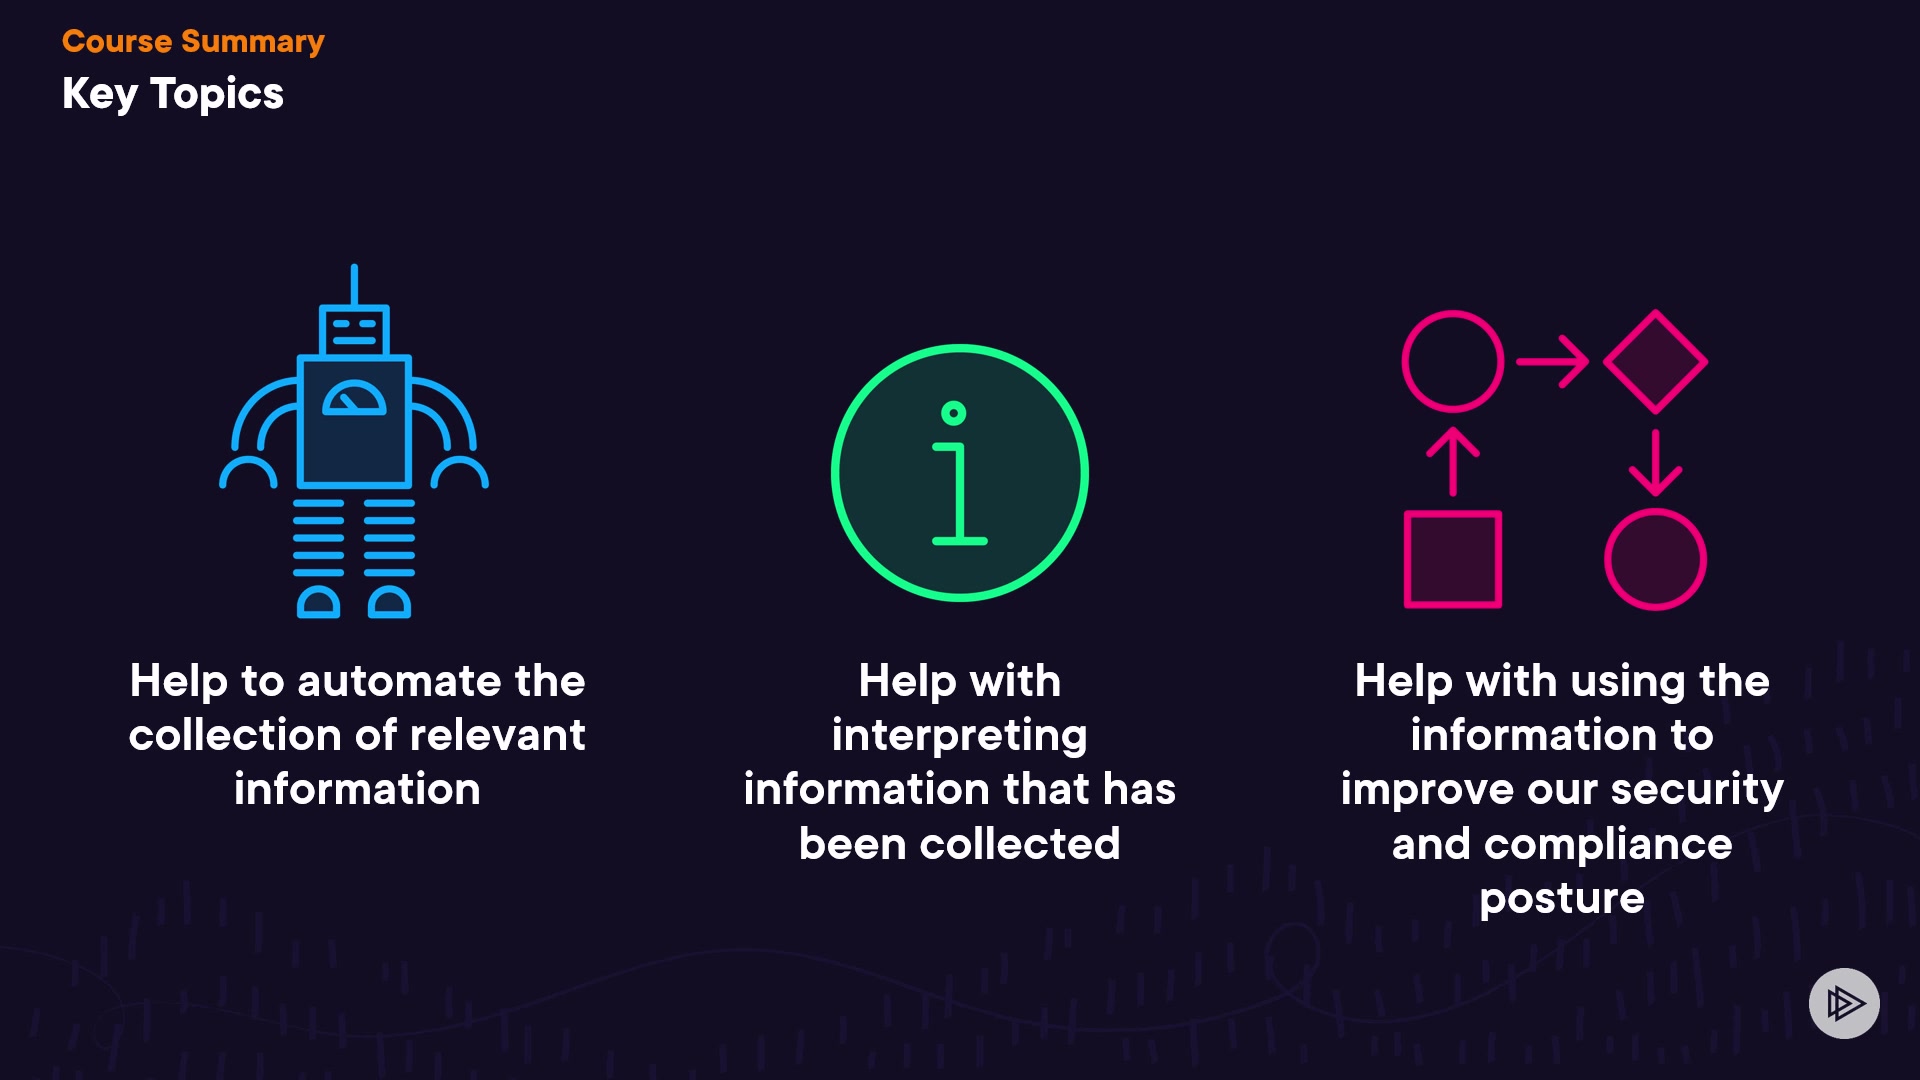 Course Summary
Key Topics
Help to automate the
collection of relevant
information
Help with
interpreting
information that has
been collected
Help with using the
information to
improve our security
and compliance
posture